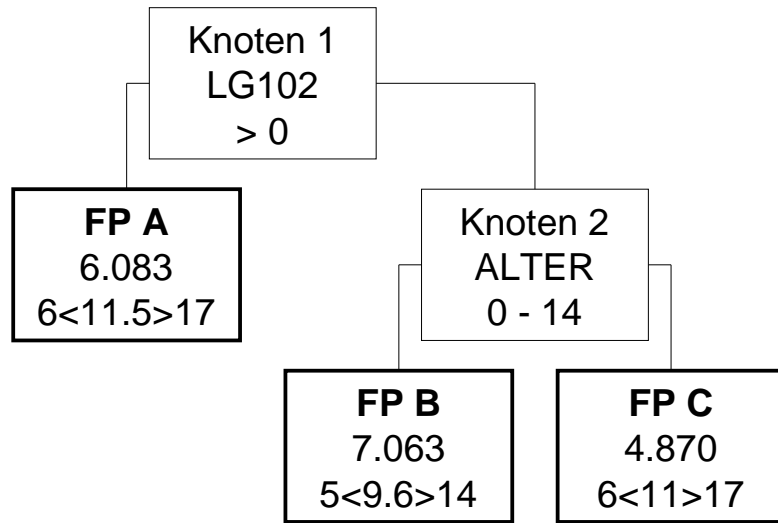 Knoten 1
LG102
> 0
FP A
6.083
6<11.5>17
Knoten 2
ALTER
0 - 14
FP B
7.063
5<9.6>14
FP C
4.870
6<11>17